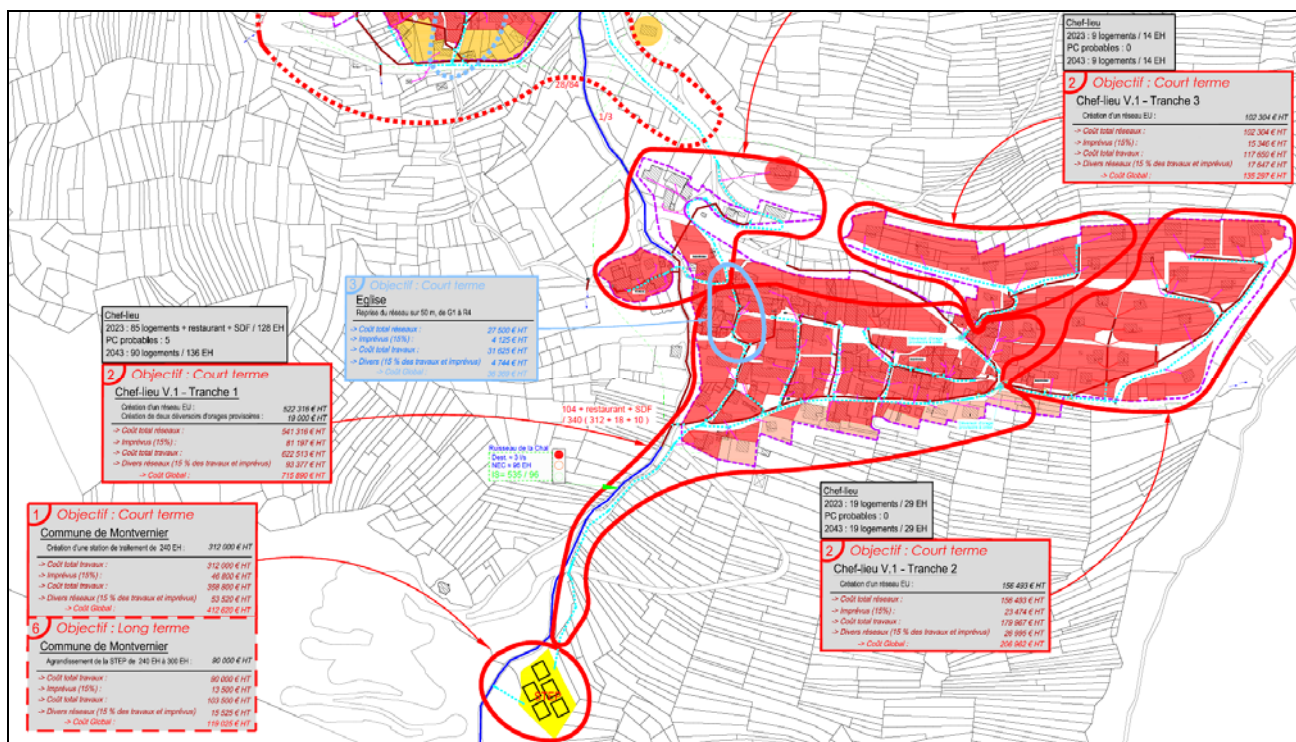 28/84
1/3
Chef-lieu
2023 : 9 logements / 14 EH
PC probables : 0
2043 : 9 logements / 14 EH
2 Objectif : Court terme
Chef-lieu V.1 - Tranche 3
Création d'un réseau EU : 102 304 € HT
-> Coût total réseaux : 102 304 € HT
-> Imprévus (15%) : 15 346 € HT
-> Coût total travaux : 117 650 € HT
-> Divers réseaux (15 % des travaux et imprévus) 17 647 € HT
-> Coût Global : 135 297 € HT
3 Objectif : Court terme
Eglise
Reprise du réseau sur 50 m, de G1 à R4
-> Coût total réseaux : 27 500 € HT
-> Imprévus (15%) : 4 125 € HT
-> Coût total travaux : 31 625 € HT
-> Divers (15 % des travaux et imprévus) 4 744 € HT
-> Coût Global : 36 369 € HT
Chef-lieu
2023 : 85 logements + restaurant + SDF / 128 EH
PC probables : 5
2043 : 90 logements / 136 EH
2 Objectif : Court terme
Chef-lieu V.1 - Tranche 1
Création d'un réseau EU : 522 316 € HT
Création de deux déversoirs d'orages provisoires : 19 000 € HT
-> Coût total réseaux : 541 316 € HT
-> Imprévus (15%) : 81 197 € HT
-> Coût total travaux : 622 513 € HT
-> Divers réseaux (15 % des travaux et imprévus) 93 377 € HT
-> Coût Global : 715 890 € HT
104 + restaurant + SDF
/ 340 ( 312 + 18 + 10 )
Ruisseau de la Chal
Dest. = 3 l/s
NEC = 96 EH
IS= 535 / 96
1 Objectif : Court terme
Commune de Montvernier
Création d'une station de traitement de 240 EH : 312 000 € HT
-> Coût total travaux : 312 000 € HT
-> Imprévus (15%) : 46 800 € HT
-> Coût total travaux : 358 800 € HT
-> Divers réseaux (15 % des travaux et imprévus) 53 520 € HT
-> Coût Global : 412 620 € HT
6 Objectif : Long terme
Commune de Montvernier
Agrandissement de la STEP de 240 EH à 300 EH : 90 000 € HT
-> Coût total travaux : 90 000 € HT
-> Imprévus (15%) : 13 500 € HT
-> Coût total travaux : 103 500 € HT
-> Divers réseaux (15 % des travaux et imprévus) 15 525 € HT
-> Coût Global : 119 025 € HT
Chef-lieu
2023 : 19 logements / 29 EH
PC probables : 0
2043 : 19 logements / 29 EH
2 Objectif : Court terme
Chef-lieu V.1 - Tranche 2
Création d'un réseau EU : 156 493 € HT
-> Coût total réseaux : 156 493 € HT
-> Imprévus (15%) : 23 474 € HT
-> Coût total travaux : 179 967 € HT
-> Divers réseaux (15 % des travaux et imprévus) 26 995 € HT
-> Coût Global : 206 962 € HT
STEP